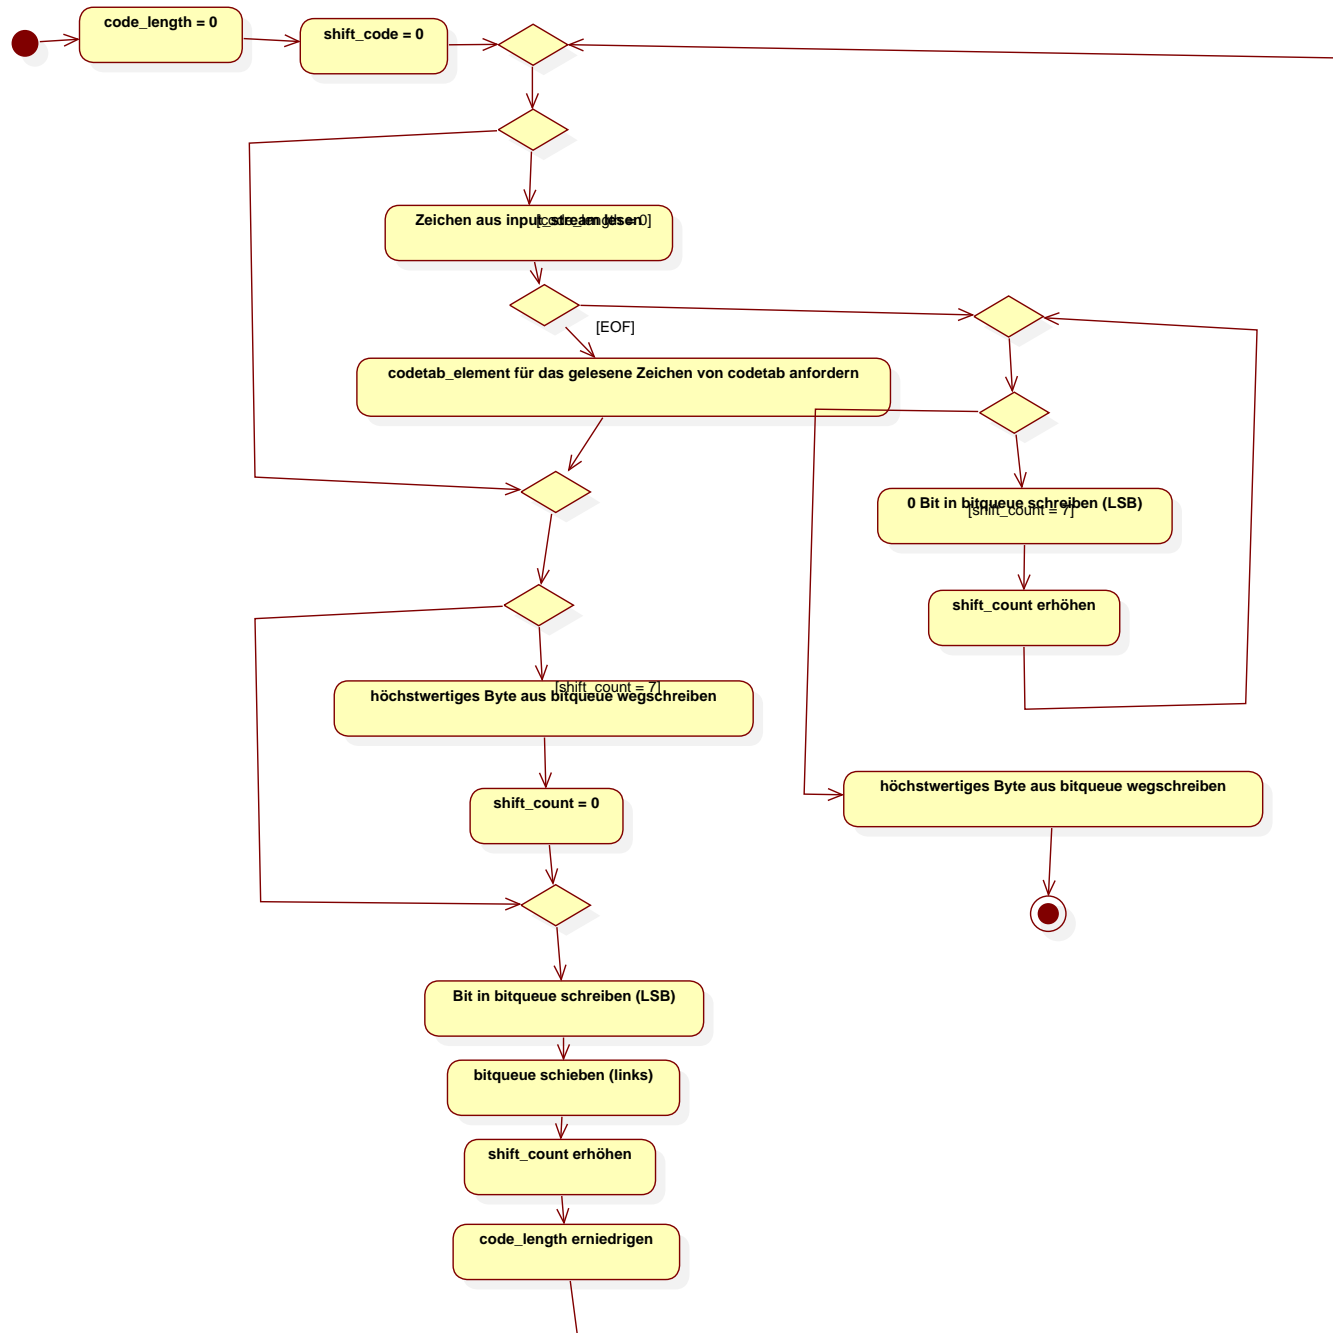 code_length = 0
shift_code = 0
Zeichen aus input_stream lesen
[code_length = 0]
[EOF]
codetab_element für das gelesene Zeichen von codetab anfordern
0 Bit in bitqueue schreiben (LSB)
[shift_count = 7]
shift_count erhöhen
[shift_count = 7]
höchstwertiges Byte aus bitqueue wegschreiben
höchstwertiges Byte aus bitqueue wegschreiben
shift_count = 0
Bit in bitqueue schreiben (LSB)
bitqueue schieben (links)
shift_count erhöhen
code_length erniedrigen